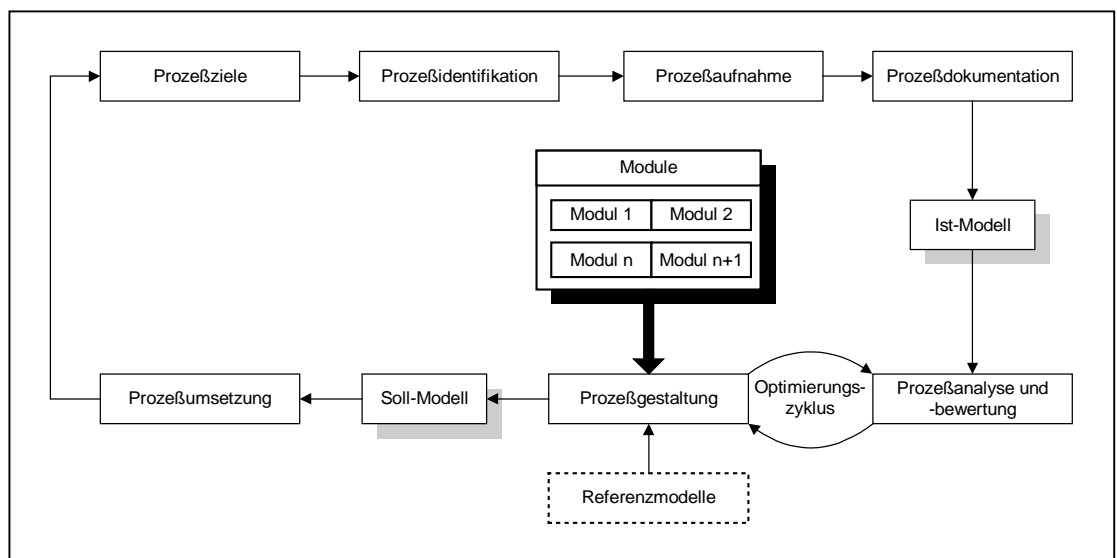 Prozeßziele
Prozeßidentifikation
Prozeßaufnahme
Prozeßdokumentation
Module
Modul 1
Modul 2
Modul n
Modul n+1
Ist-Modell
Prozeßumsetzung
Soll-Modell
Prozeßgestaltung
Optimierungs-
zyklus
Prozeßanalyse und
-bewertung
Referenzmodelle